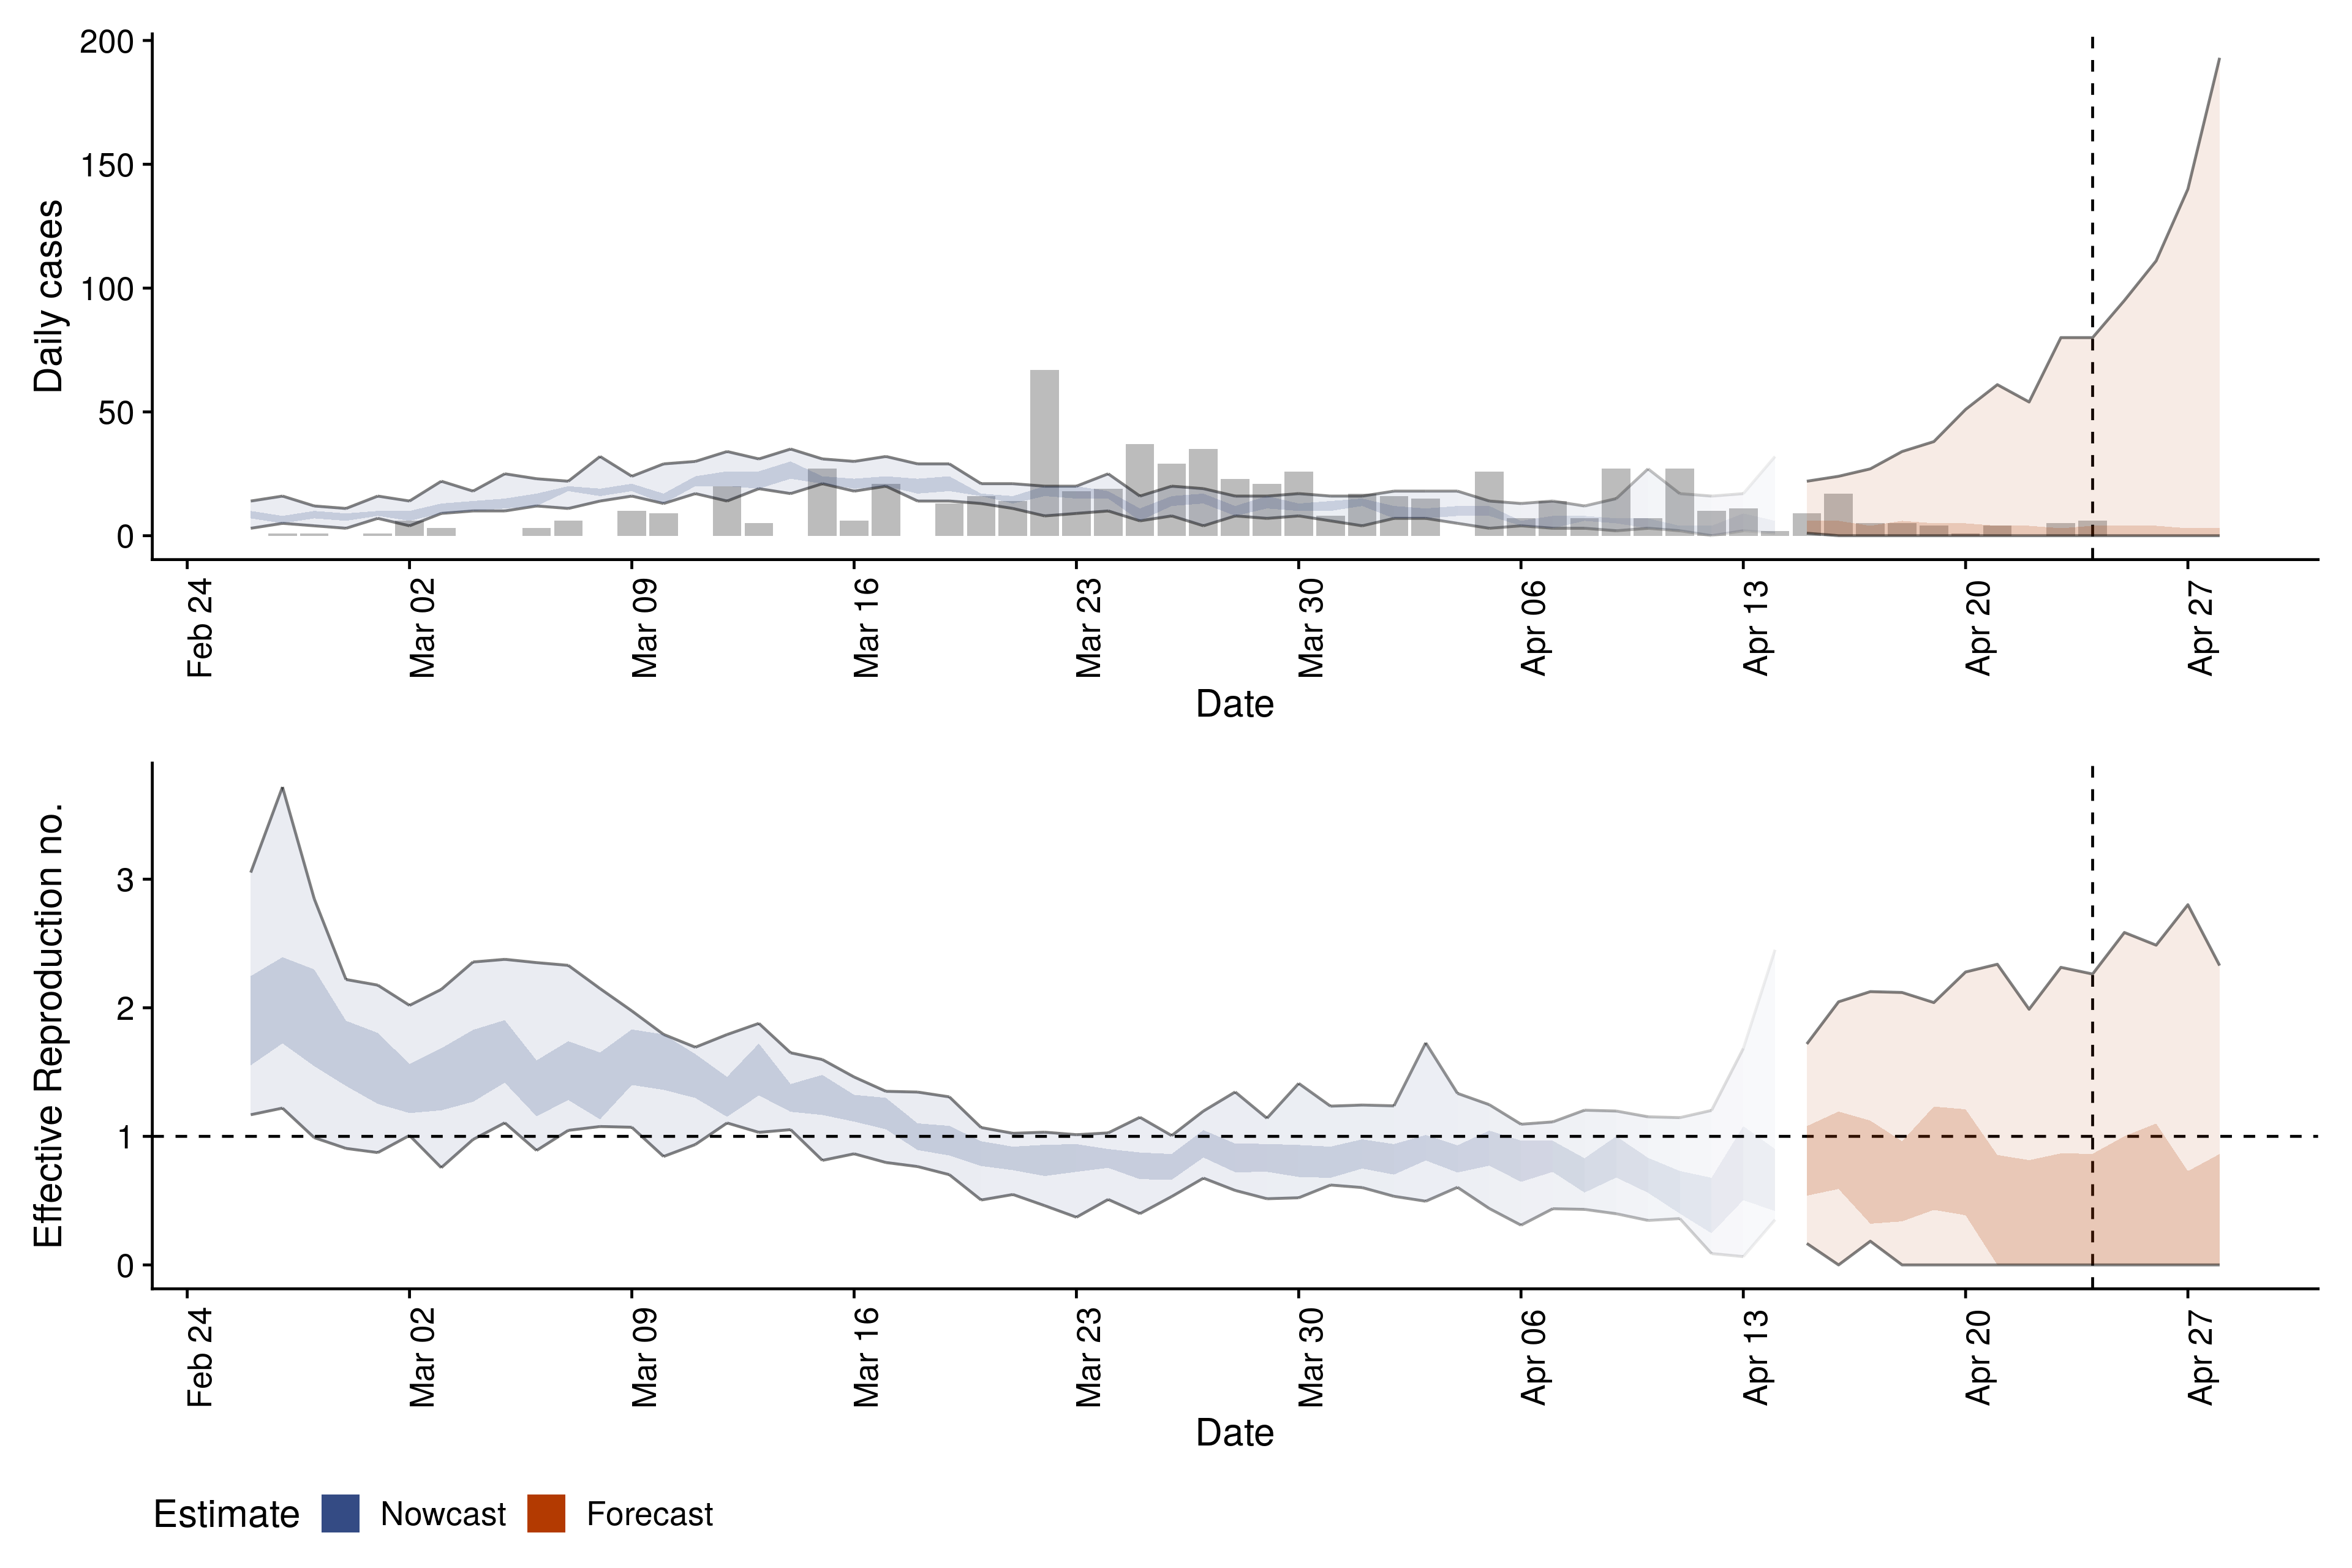 200
150
100
50
0
Daily cases
Feb 24
Mar 02
Mar 09
Mar 16
Mar 23
Mar 30
Apr 06
Apr 13
Apr 20
Apr 27
Date
3
2
1
0
Effective Reproduction no.
Feb 24
Mar 02
Mar 09
Mar 16
Mar 23
Mar 30
Apr 06
Apr 13
Apr 20
Apr 27
Date
Estimate Nowcast Forecast